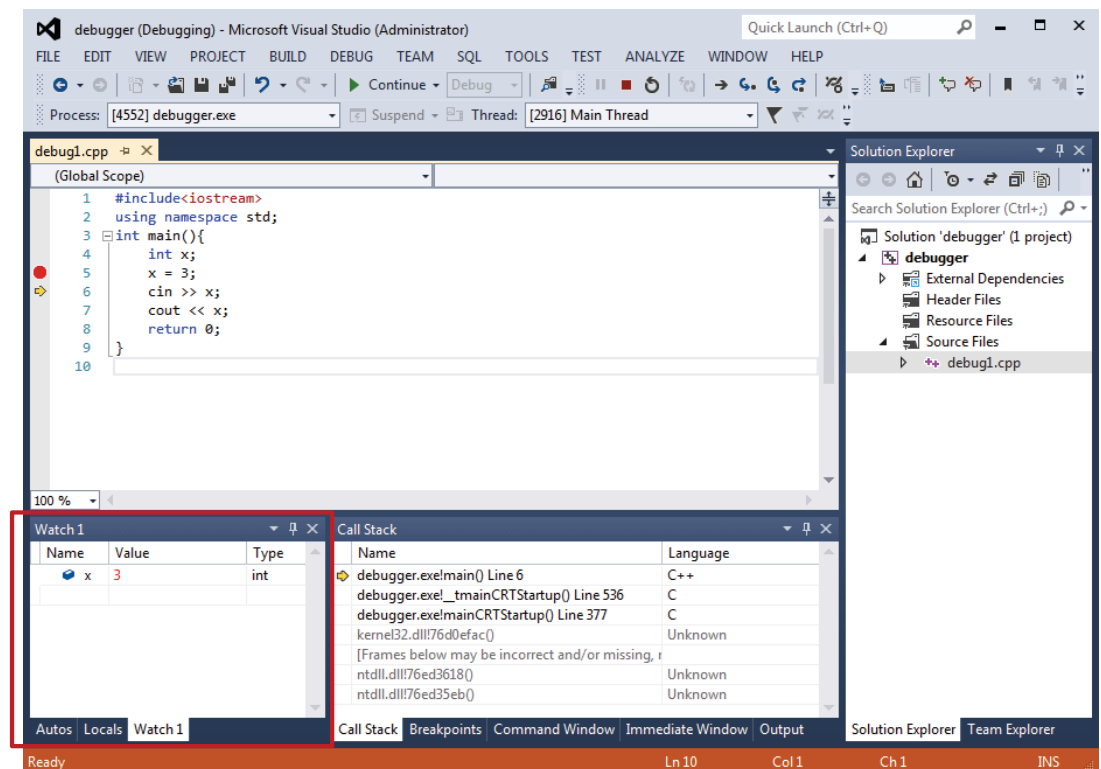 debugger (Debugging) - Microsoft Visual Studio (Administrator) Quick Launch (Ctrl+Q)
FILE EDIT VIEW PROJECT BUILD DEBUG TEAM SQL TOOLS TEST ANALYZE WINDOW HELP
Continue Debug
Process: [4552] debugger.exe Suspend Thread: [2916] Main Thread
debug1.cpp
(Global Scope)
1 #include<iostream>
2 using namespace std;
3 int main(){
4 int x;
5 x = 3;
6 cin >> x;
7 cout << x;
8 return 0;
9 }
10
100 %
Solution Explorer
Search Solution Explorer (Ctrl+;)
Solution 'debugger' (1 project)
debugger
External Dependencies
Header Files
Resource Files
Source Files
debug1.cpp
Watch 1
Name Value Type
x 3 int
Autos Locals Watch 1
Call Stack
Name Language
debugger.exe!main() Line 6 C++
debugger.exe!__tmainCRTStartup() Line 536 C
debugger.exe!mainCRTStartup() Line 377 C
kernel32.dll!76d0efac() Unknown
[Frames below may be incorrect and/or missing,
ntdll.dll!76ed3618() Unknown
ntdll.dll!76ed35eb() Unknown
Call Stack Breakpoints Command Window Immediate Window Output
Solution Explorer Team Explorer
Ready Ln 10 Col 1 Ch 1 INS